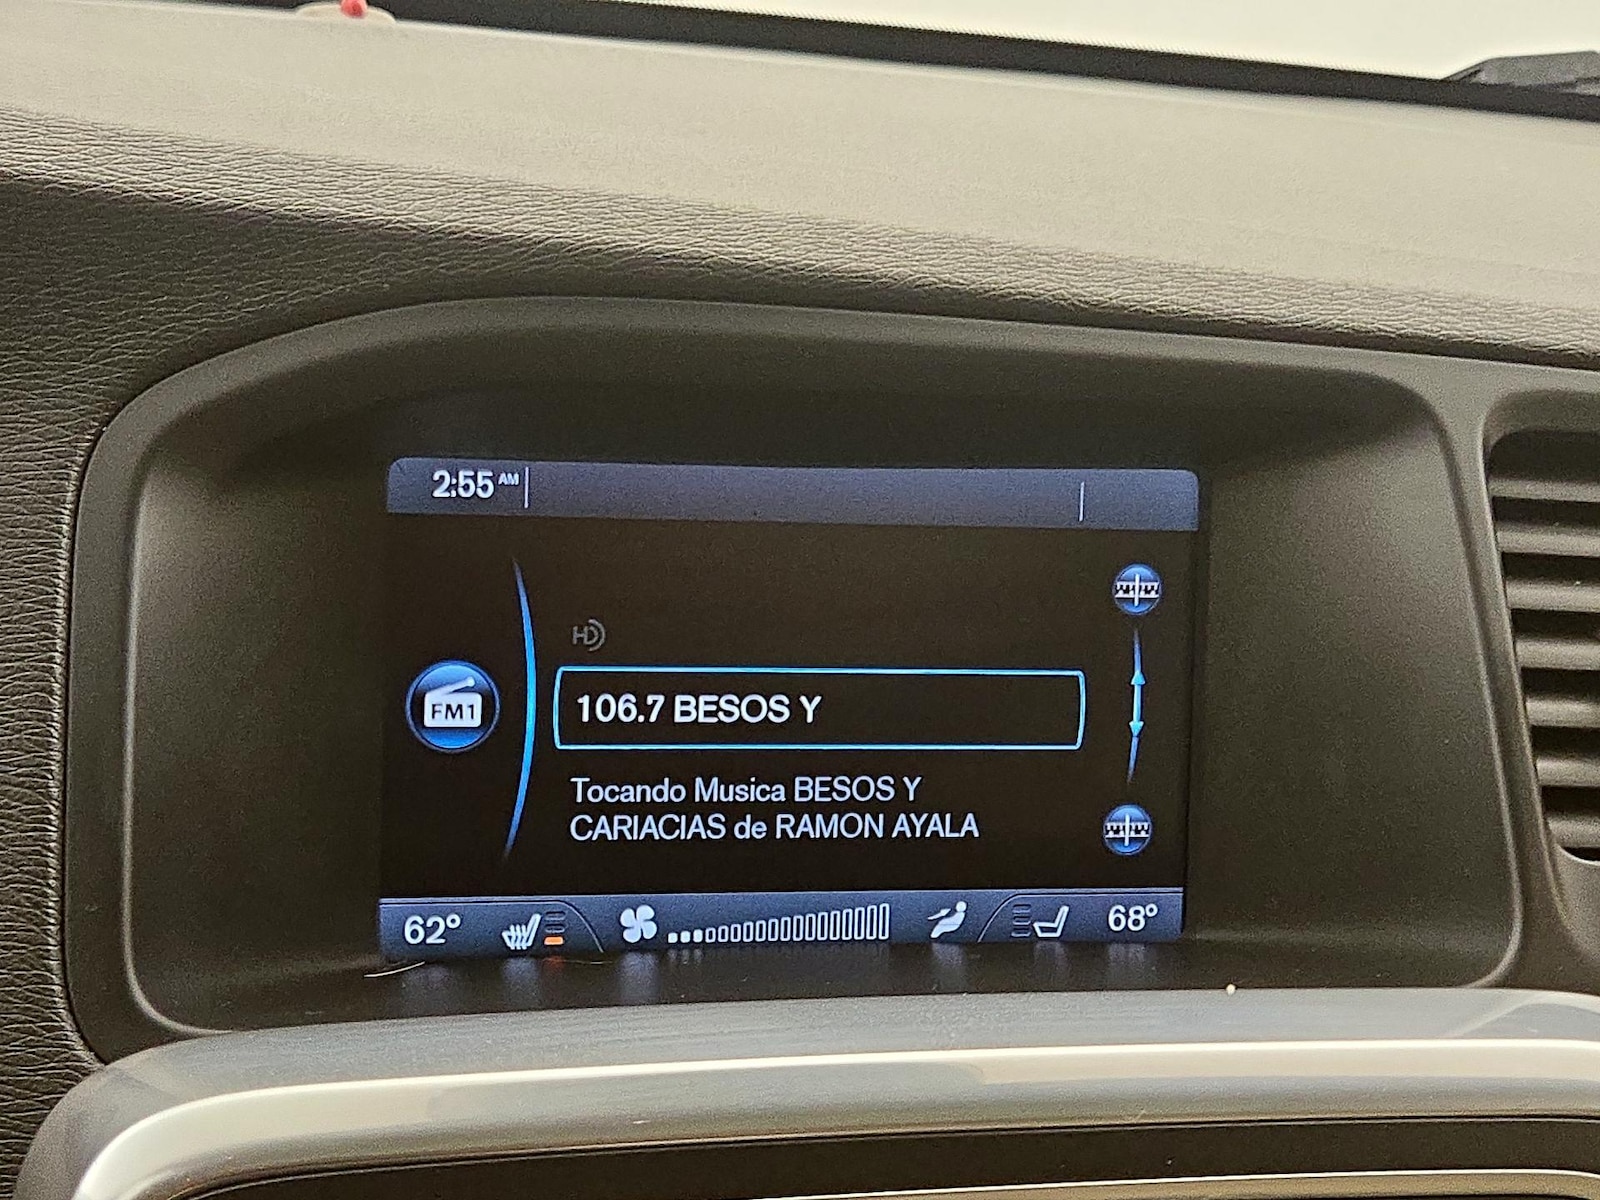 2:55 AM
HD
FM1
106.7 BESOS Y
Tocando Musica BESOS Y
CARIACIAS de RAMON AYALA
62° 68°